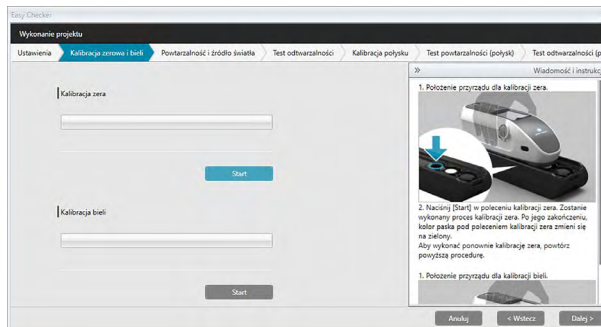 Easy Checker
Wykonanie projektu
Ustawienia
Kalibracja zerowa i bieli
Powtarzalność i źródło światła
Test odtwarzalności
Kalibracja połysku
Test powtarzalności (połysk)
Test odtwarzalności (p
Wiadomość i instrukc
Kalibracja zera
Start
Kalibracja bieli
Start
1. Położenie przyrządu dla kalibracji zera.
2. Naciśnij [Start] w poleceniu kalibracji zera. Zostanie
wykonany proces kalibracji zera. Po jego zakończeniu,
kolor paska pod poleceniem kalibracji zera zmieni się
na zielony.
Aby wykonać ponownie kalibrację zera, powtórz
powyższą procedurę.
1. Położenie przyrządu dla kalibracji bieli.
Anuluj
< Wstecz
Dalej >